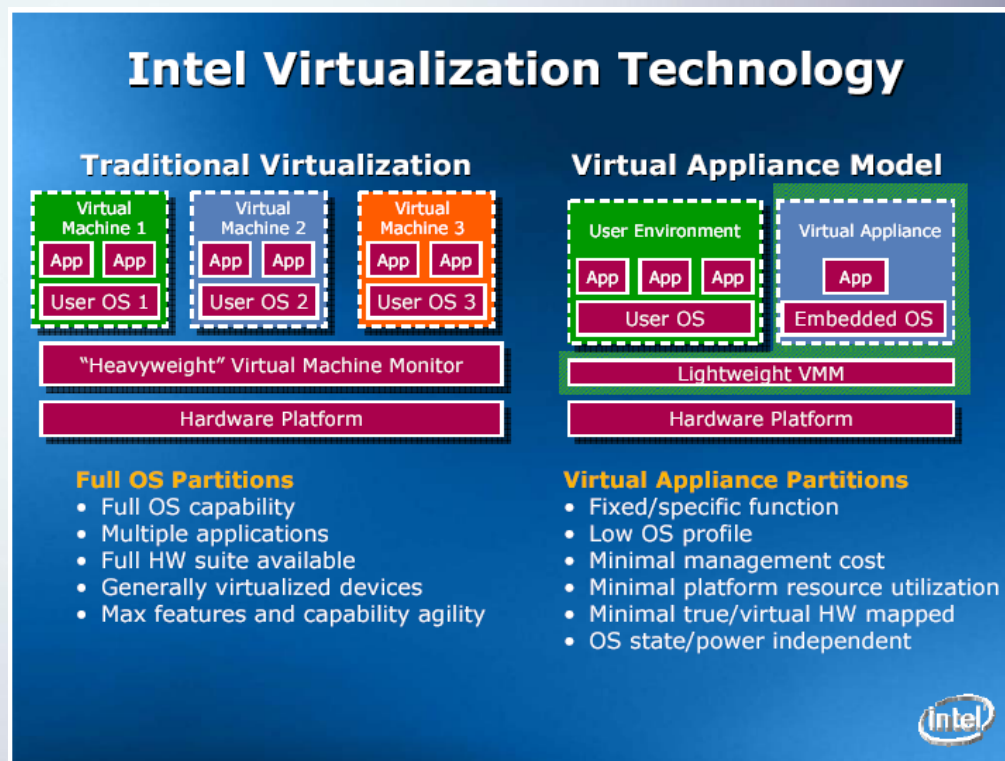 Intel Virtualization Technology
Traditional Virtualization
Virtual
Machine 1
App App
User OS 1
Virtual
Machine 2
App App
User OS 2
Virtual
Machine 3
App App
User OS 3
“Heavyweight” Virtual Machine Monitor
Hardware Platform
Full OS Partitions
• Full OS capability
• Multiple applications
• Full HW suite available
• Generally virtualized devices
• Max features and capability agility
Virtual Appliance Model
User Environment
App App App
User OS
Virtual Appliance
App
Embedded OS
Lightweight VMM
Hardware Platform
Virtual Appliance Partitions
• Fixed/specific function
• Low OS profile
• Minimal management cost
• Minimal platform resource utilization
• Minimal true/virtual HW mapped
• OS state/power independent
intel